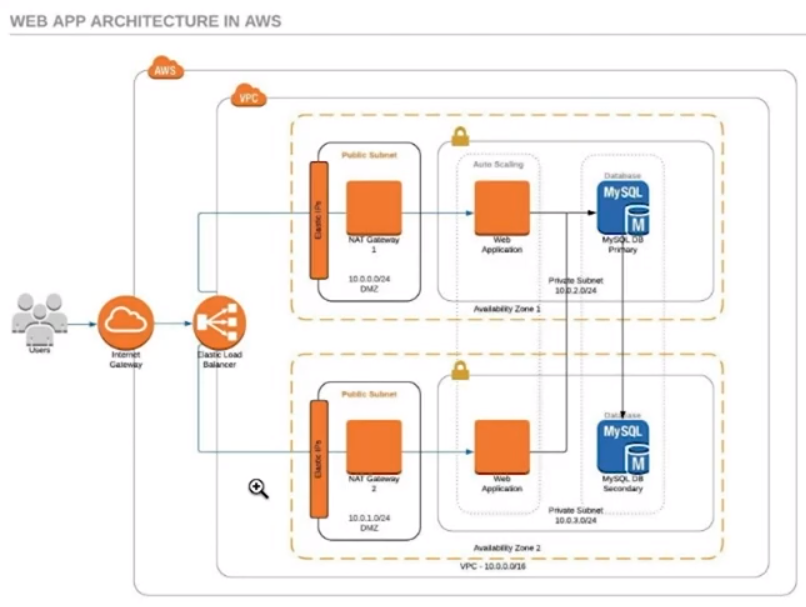 WEB APP ARCHITECTURE IN AWS
AWS
VPC
Public Subnet
Elastic IPs
NAT Gateway
1
10.0.0.0/24
DMZ
Auto Scaling
Web
Application
Database
MySQL
M
MySQL DB
Primary
Private Subnet
10.0.2.0/24
Availability Zone 1
Users
Internet
Gateway
Elastic Load
Balancer
Public Subnet
Elastic IPs
NAT Gateway
2
10.0.1.0/24
DMZ
Web
Application
Database
MySQL
M
MySQL DB
Secondary
Private Subnet
10.0.3.0/24
Availability Zone 2
VPC - 10.0.0.0/16